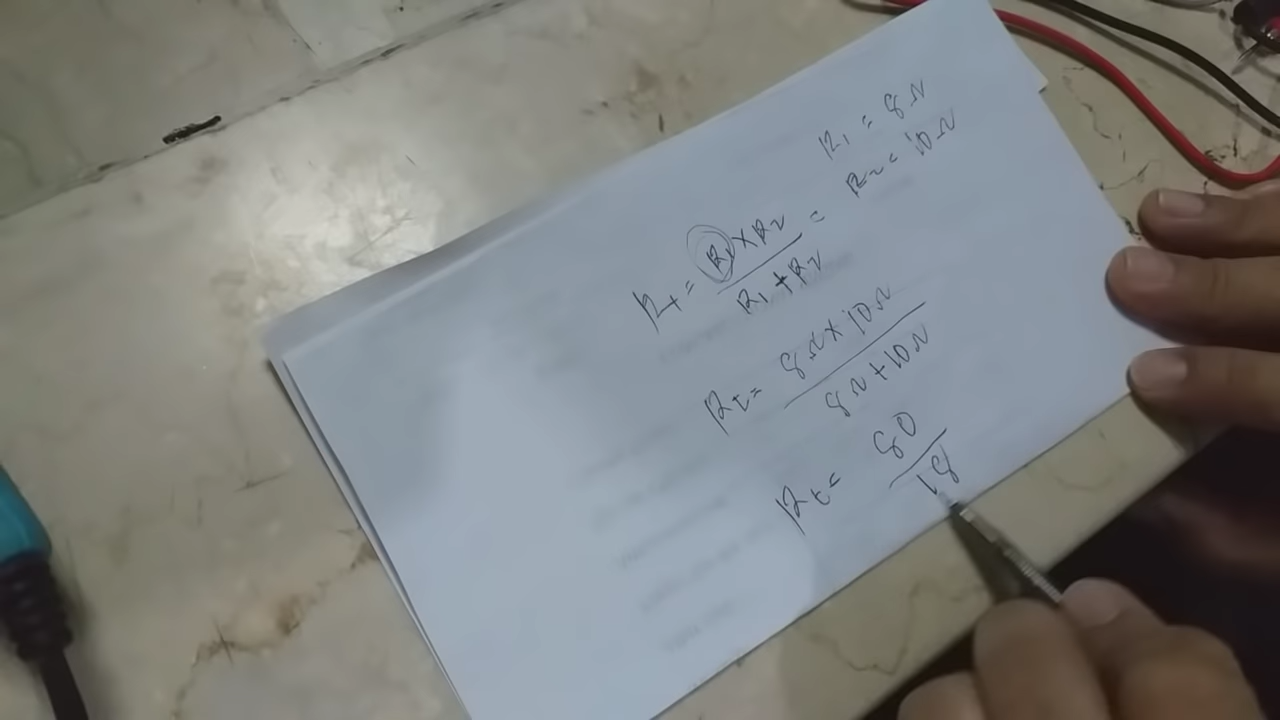 R1 = 8Ω
R2 = 10Ω
Rt = R1 x R2 / R1 + R2 =
Rt = 8Ω x 10Ω / 8Ω + 10Ω
Rt = 80 / 18